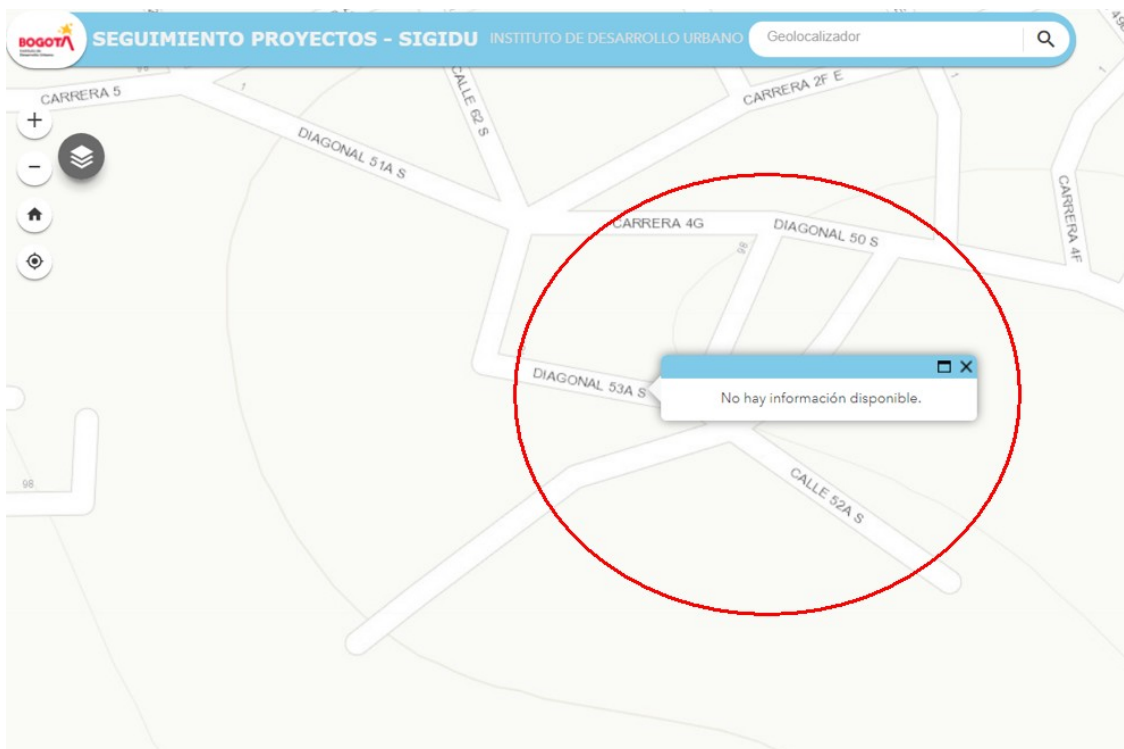 BOGOTÁ
SEGUIMIENTO PROYECTOS - SIGIDU INSTITUTO DE DESARROLLO URBANO
Geolocalizador
CARRERA 5
CALLE 62 S
CARRERA 2F E
DIAGONAL 51A S
CARRERA 4G
DIAGONAL 50 S
CARRERA 4F
98
DIAGONAL 53A S
No hay información disponible.
CALLE 52A S
98